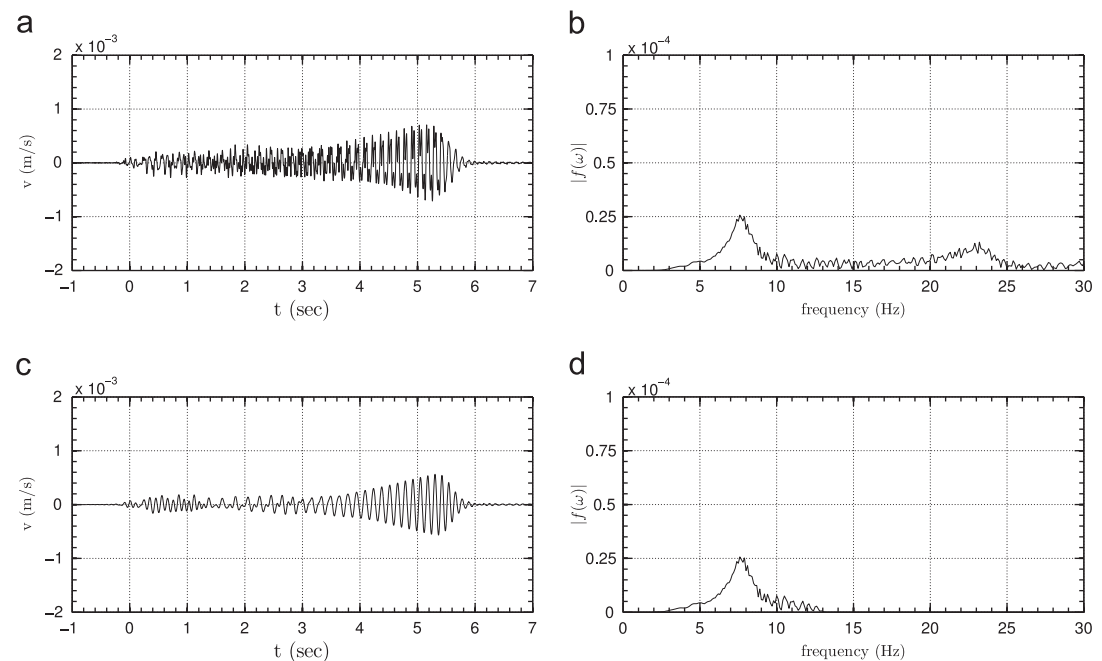 a
x 10⁻³
2
1
0
−1
−2
v (m/s)
−1 0 1 2 3 4 5 6 7
t (sec)
b
x 10⁻⁴
1
0.75
0.5
0.25
0
|f(ω)|
0 5 10 15 20 25 30
frequency (Hz)
c
x 10⁻³
2
1
0
−1
−2
v (m/s)
−1 0 1 2 3 4 5 6 7
t (sec)
d
x 10⁻⁴
1
0.75
0.5
0.25
0
|f(ω)|
0 5 10 15 20 25 30
frequency (Hz)